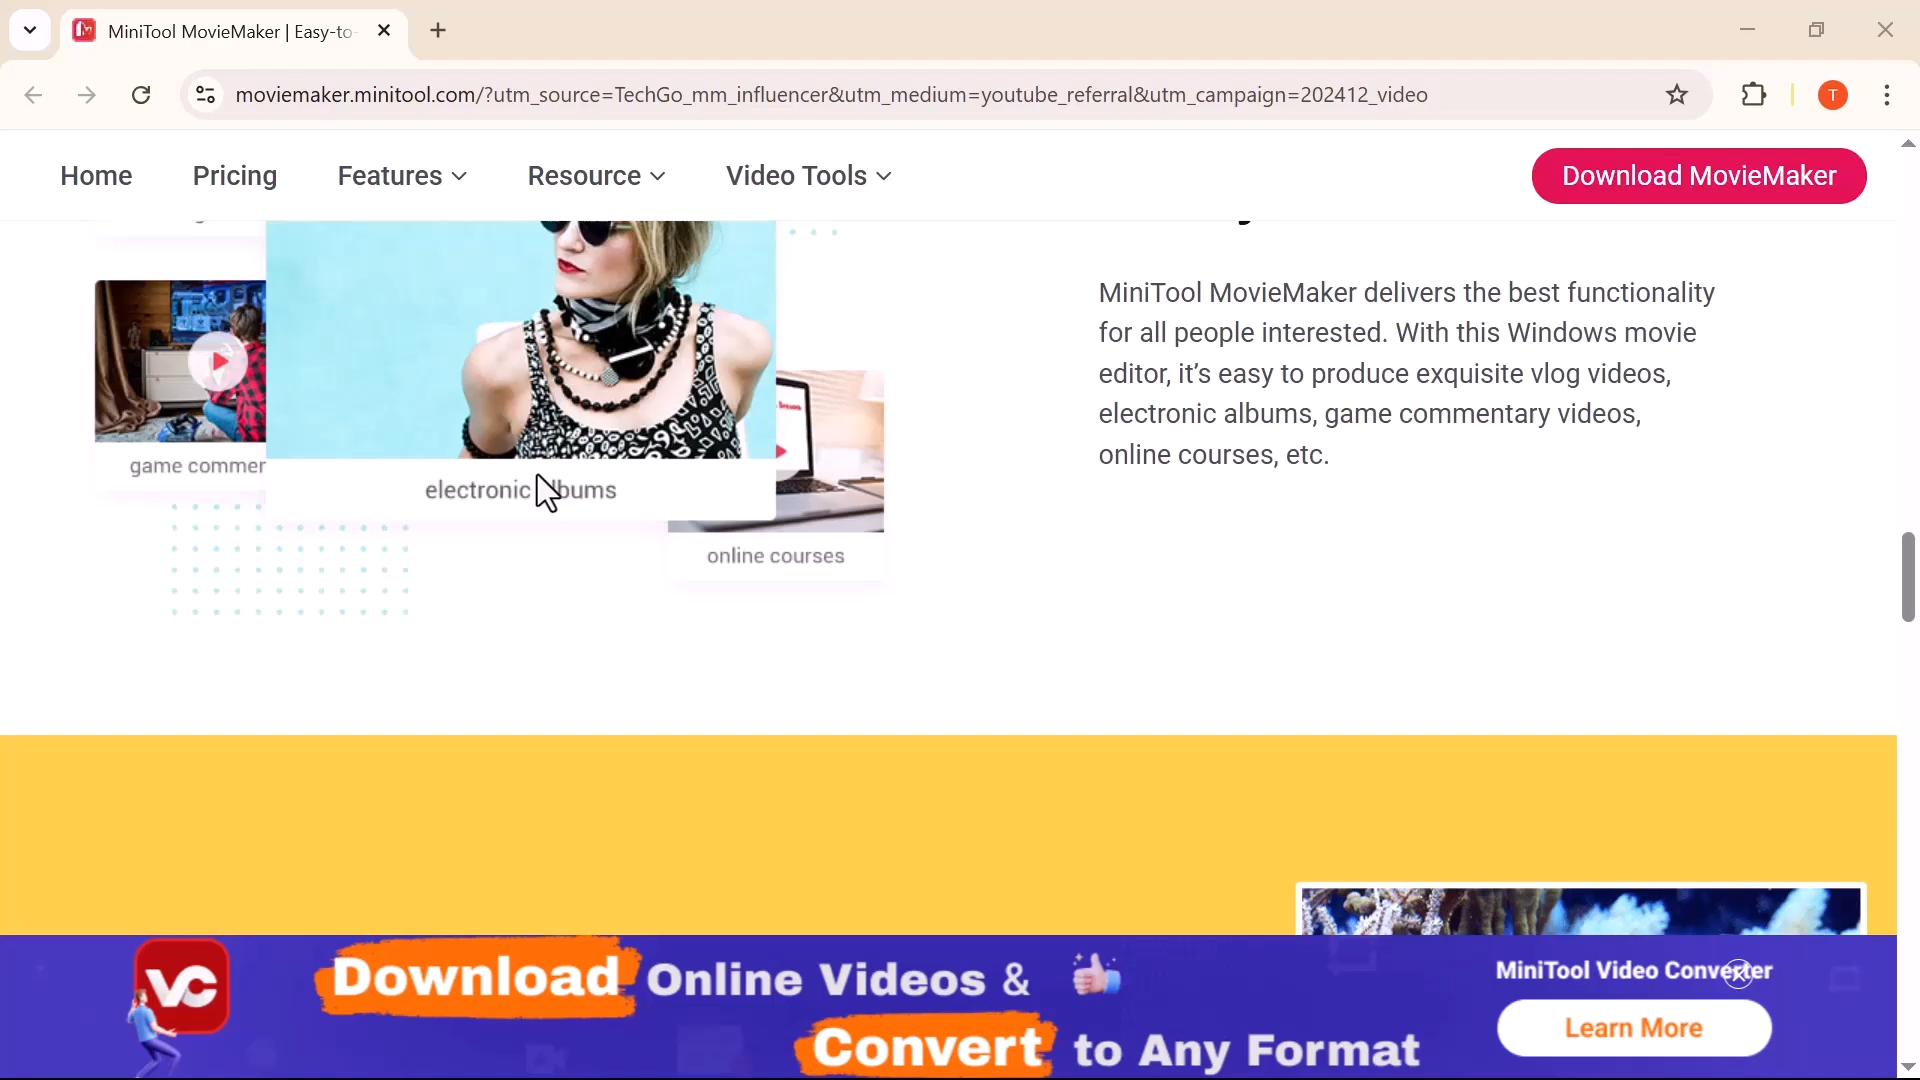 MiniTool MovieMaker | Easy-to-
moviemaker.minitool.com/?utm_source=TechGo_mm_influencer&utm_medium=youtube_referral&utm_campaign=202412_video
T
Home
Pricing
Features
Resource
Video Tools
Download MovieMaker
MiniTool MovieMaker delivers the best functionality
for all people interested. With this Windows movie
editor, it’s easy to produce exquisite vlog videos,
electronic albums, game commentary videos,
online courses, etc.
game commer
electronic albums
online courses
VC
Download Online Videos &
Convert to Any Format
MiniTool Video Converter
Learn More